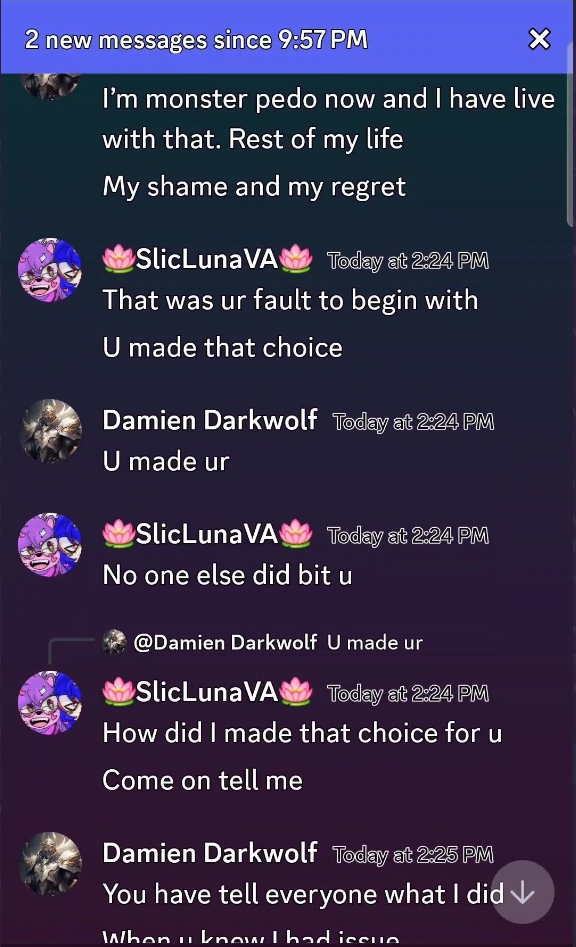 2 new messages since 9:57 PM
I'm monster pedo now and I have live
with that. Rest of my life
My shame and my regret
🪷SlicLunaVA🪷 Today at 2:24 PM
That was ur fault to begin with
U made that choice
Damien Darkwolf Today at 2:24 PM
U made ur
🪷SlicLunaVA🪷 Today at 2:24 PM
No one else did bit u
@Damien Darkwolf U made ur
🪷SlicLunaVA🪷 Today at 2:24 PM
How did I made that choice for u
Come on tell me
Damien Darkwolf Today at 2:25 PM
You have tell everyone what I did
When u know I had issue